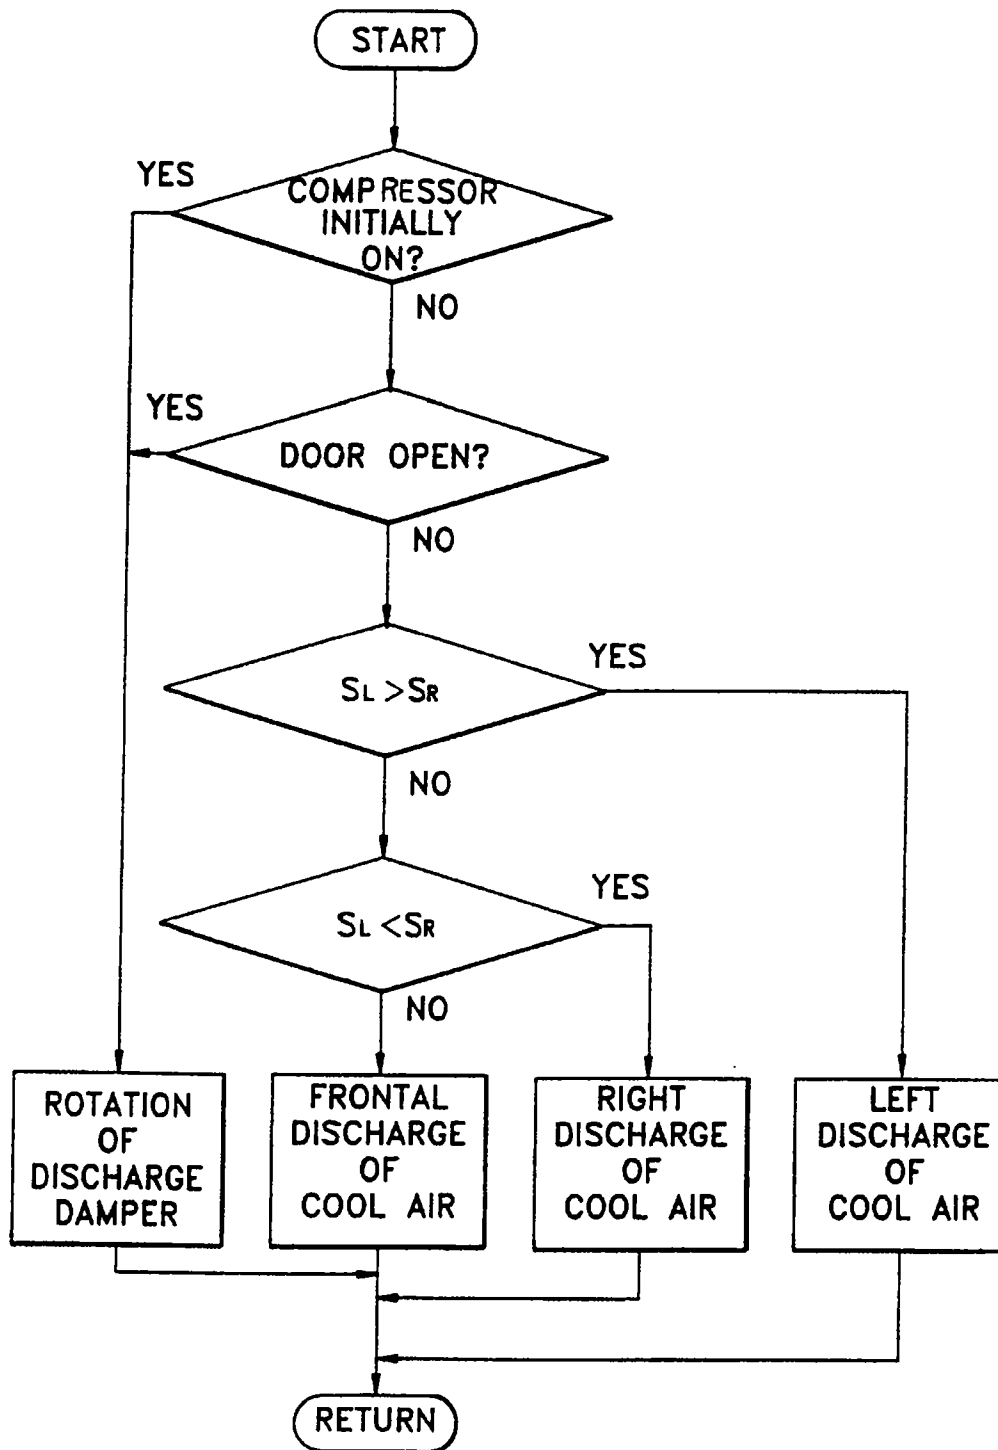 START
YES
COMPRESSOR
INITIALLY
ON?
NO
YES
DOOR OPEN?
NO
YES
SL >SR
NO
YES
SL <SR
NO
ROTATION
OF
DISCHARGE
DAMPER
FRONTAL
DISCHARGE
OF
COOL AIR
RIGHT
DISCHARGE
OF
COOL AIR
LEFT
DISCHARGE
OF
COOL AIR
RETURN